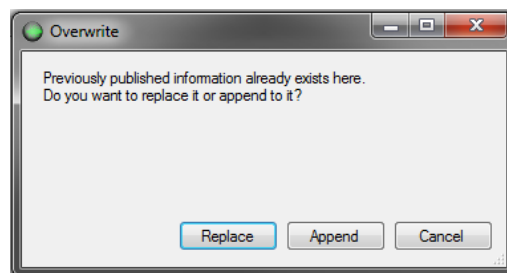 Overwrite
Previously published information already exists here.
Do you want to replace it or append to it?
Replace Append Cancel